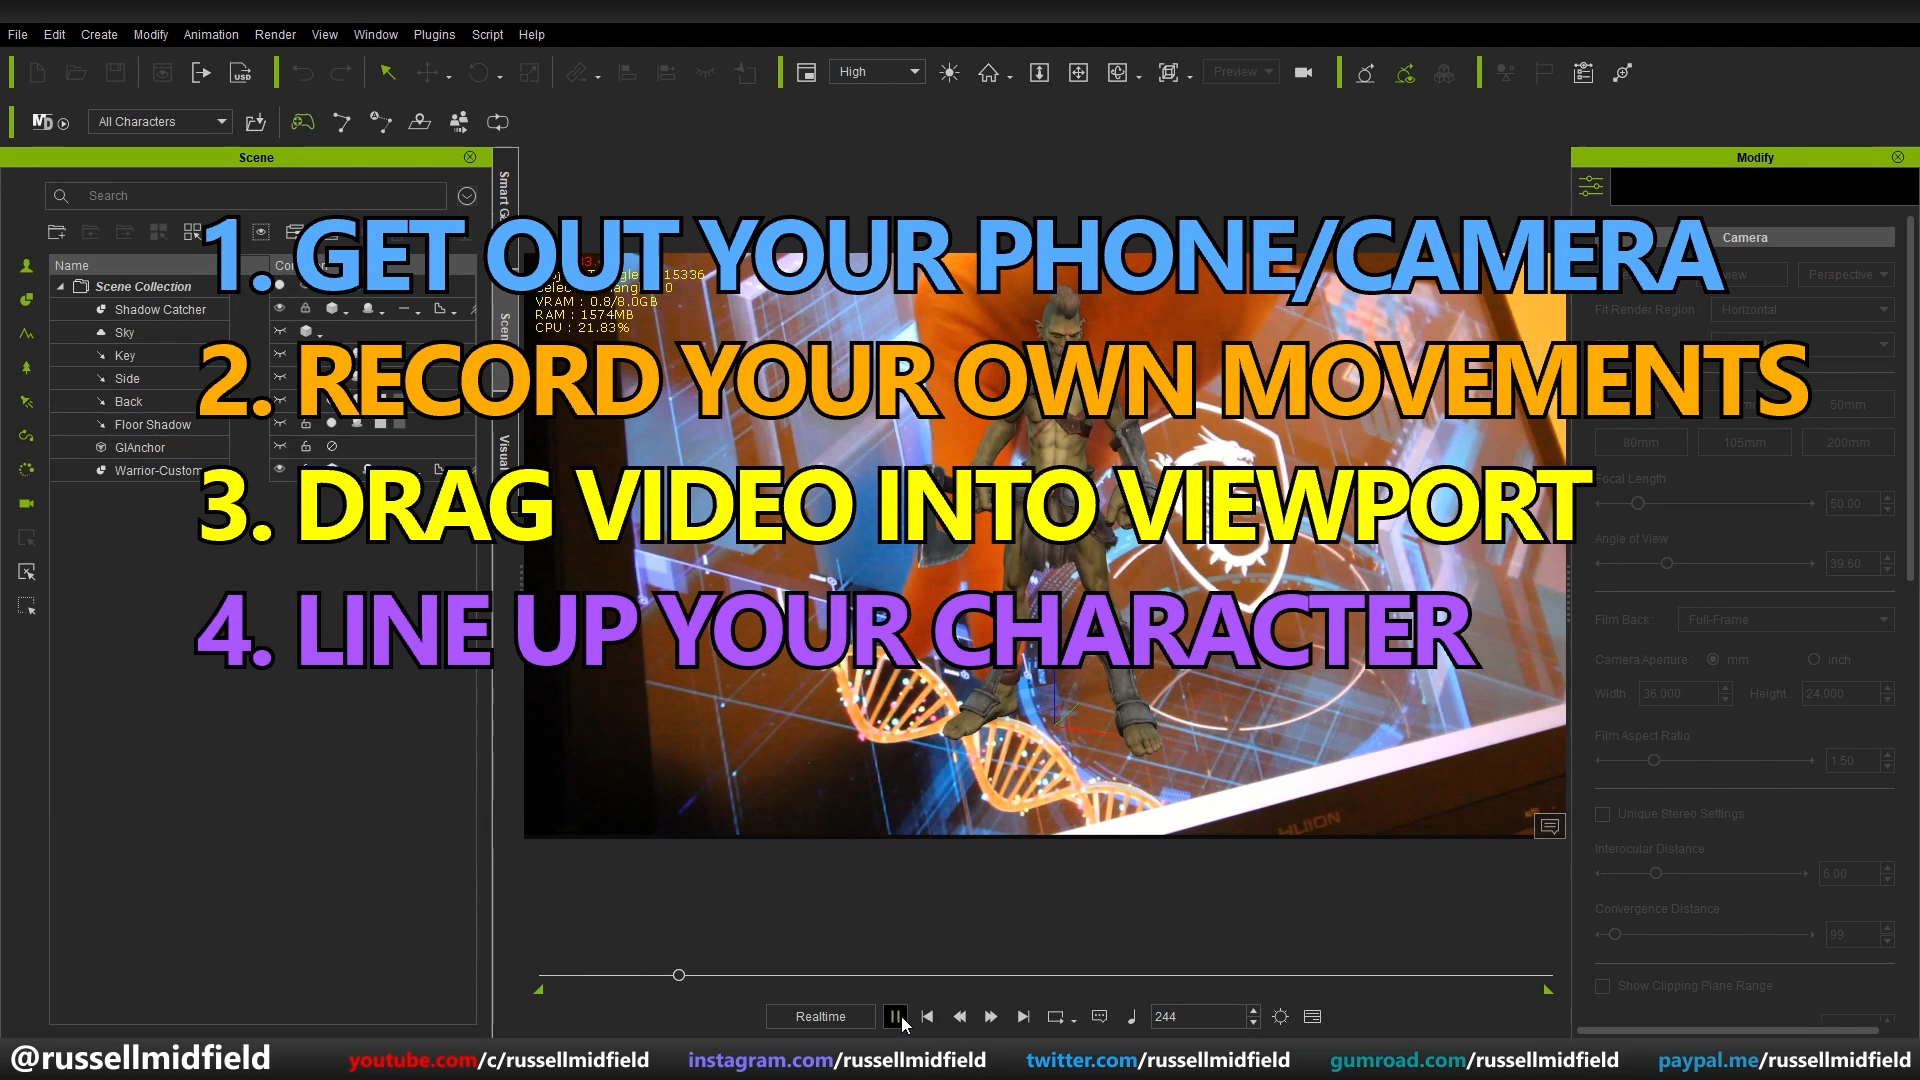 File Edit Create Modify Animation Render View Window Plugins Script Help
USD
High
Preview
MD
All Characters
Scene
Modify
Search
Smart G
1. GET OUT YOUR PHONE/CAMERA
Camera
Name
Perspective
15336
Scene Collection
VRAM : 0.8/8.0GB
Shadow Catcher
Fit Render Region :
Horizontal
RAM : 1574MB
CPU : 21.83%
Sky
Key
2. RECORD YOUR OWN MOVEMENTS
Side
Back
50mm
Floor Shadow
80mm 105mm 200mm
GIAnchor
Visual
Warrior-Custom
3. DRAG VIDEO INTO VIEWPORT
Focal Length
50.00
Angle of View
39.60
4. LINE UP YOUR CHARACTER
Film Back :
Full-Frame
Camera Aperture : mm inch
Width : 36.000 Height : 24.000
Film Aspect Ratio
1.50
Unique Stereo Settings
HUION
Interocular Distance
6.00
Convergence Distance
99
Show Clipping Plane Range
Realtime
244
@russellmidfield youtube.com/c/russellmidfield instagram.com/russellmidfield twitter.com/russellmidfield gumroad.com/russellmidfield paypal.me/russellmidfield